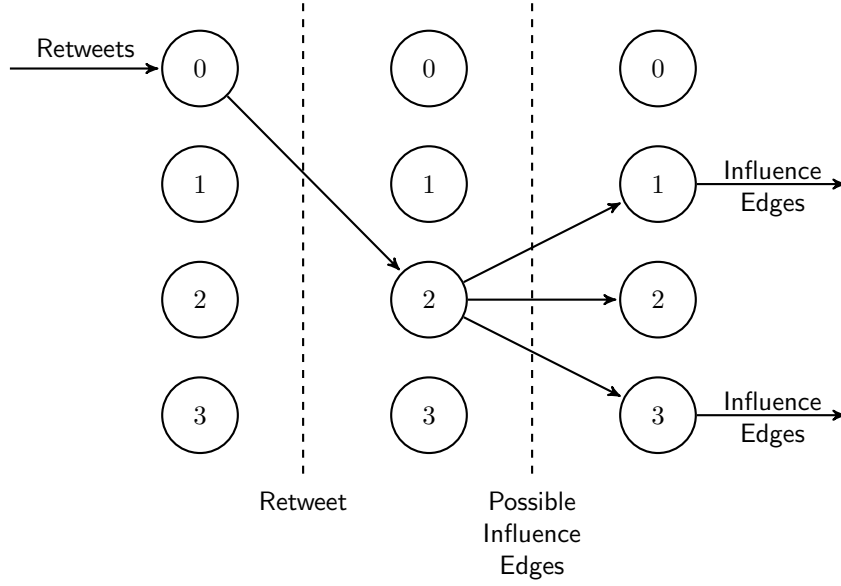 Retweets
0
0
0
1
1
1
Influence
Edges
2
2
2
3
3
3
Influence
Edges
Retweet
Possible
Influence
Edges